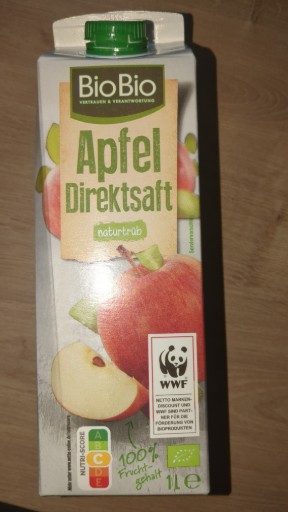 BioBio
VERTRAUEN & VERANTWORTUNG
Apfel
Direktsaft
naturtrüb
WWF
NETTO MARKEN-
DISCOUNT UND
WWF SIND PART-
NER FÜR DIE
FÖRDERUNG VON
BIOPRODUKTEN
NUTRI-SCORE
A
B
C
D
E
100%
Frucht-
gehalt
1L e